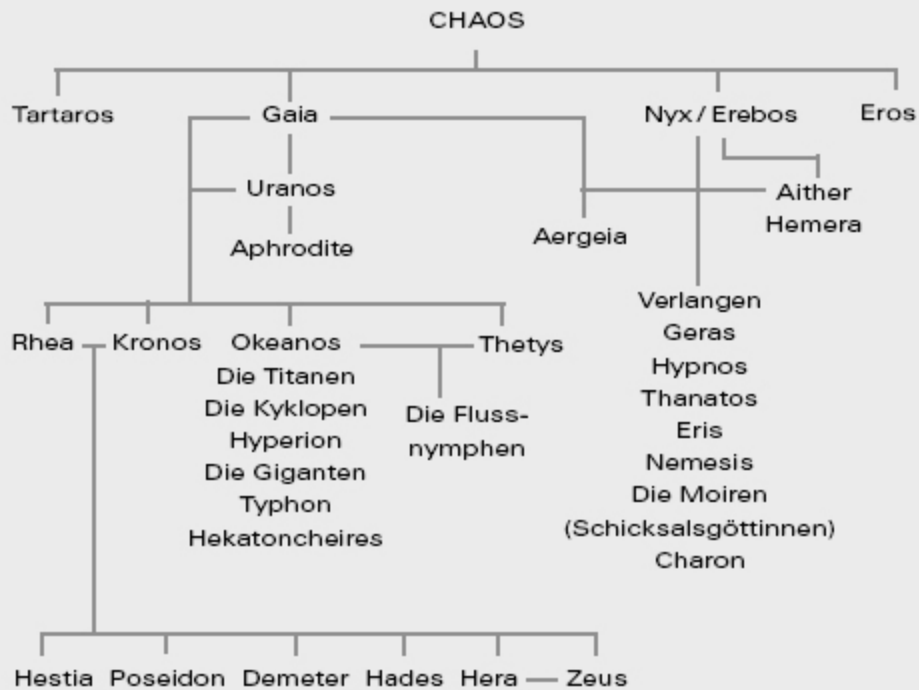 CHAOS
Tartaros Gaia Nyx / Erebos Eros
Uranos Aither
Aphrodite Aergeia Hemera
Verlangen
Rhea Kronos Okeanos Thetys Geras
Die Titanen Hypnos
Die Kyklopen Die Fluss- Thanatos
Hyperion nymphen Eris
Die Giganten Nemesis
Typhon Die Moiren
Hekatoncheires (Schicksalsgöttinnen)
Charon
Hestia Poseidon Demeter Hades Hera Zeus